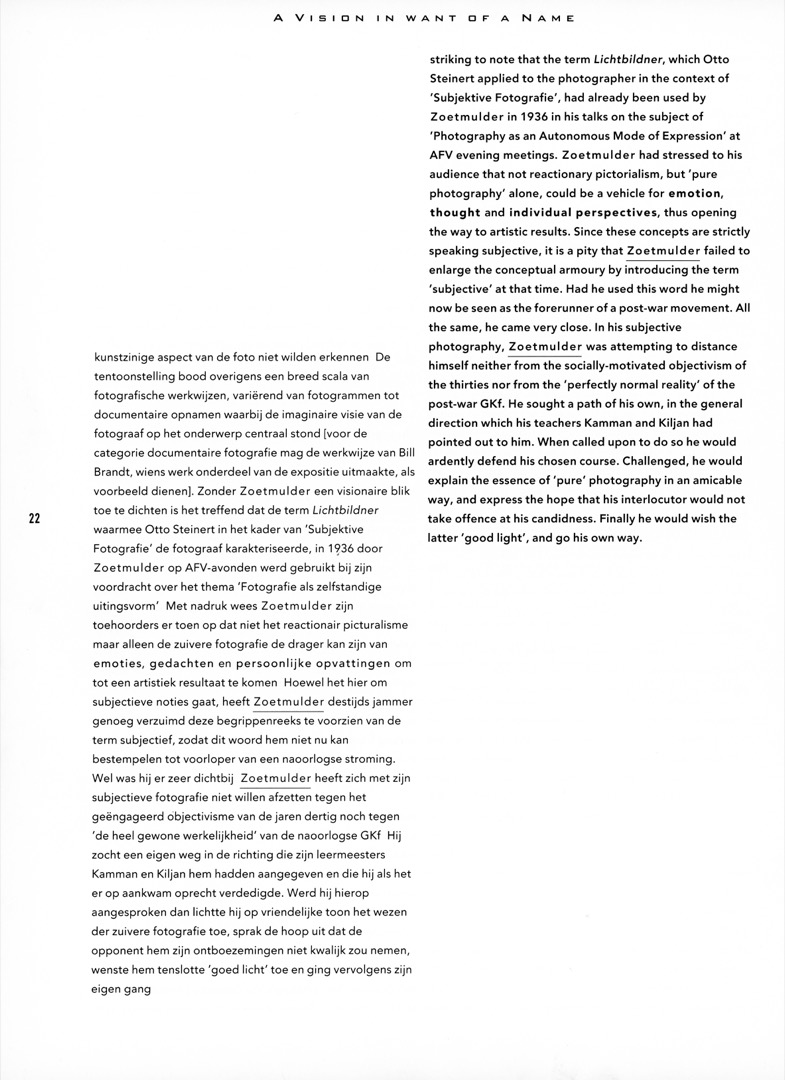 A VISION IN WANT OF A NAME
kunstzinige aspect van de foto niet wilden erkennen De
tentoonstelling bood overigens een breed scala van
fotografische werkwijzen, variërend van fotogrammen tot
documentaire opnamen waarbij de imaginaire visie van de
fotograaf op het onderwerp centraal stond [voor de
categorie documentaire fotografie mag de werkwijze van Bill
Brandt, wiens werk onderdeel van de expositie uitmaakte, als
voorbeeld dienen]. Zonder Zoetmulder een visionaire blik
toe te dichten is het treffend dat de term Lichtbildner
waarmee Otto Steinert in het kader van ‘Subjektive
Fotografie’ de fotograaf karakteriseerde, in 1936 door
Zoetmulder op AFV-avonden werd gebruikt bij zijn
voordracht over het thema ‘Fotografie als zelfstandige
uitingsvorm’ Met nadruk wees Zoetmulder zijn
toehoorders er toen op dat niet het reactionair picturalisme
maar alleen de zuivere fotografie de drager kan zijn van
emoties, gedachten en persoonlijke opvattingen om
tot een artistiek resultaat te komen Hoewel het hier om
subjectieve noties gaat, heeft Zoetmulder destijds jammer
genoeg verzuimd deze begrippenreeks te voorzien van de
term subjectief, zodat dit woord hem niet nu kan
bestempelen tot voorloper van een naoorlogse stroming.
Wel was hij er zeer dichtbij Zoetmulder heeft zich met zijn
subjectieve fotografie niet willen afzetten tegen het
geëngageerd objectivisme van de jaren dertig noch tegen
‘de heel gewone werkelijkheid’ van de naoorlogse GKf Hij
zocht een eigen weg in de richting die zijn leermeesters
Kamman en Kiljan hem hadden aangegeven en die hij als het
er op aankwam oprecht verdedigde. Werd hij hierop
aangesproken dan lichtte hij op vriendelijke toon het wezen
der zuivere fotografie toe, sprak de hoop uit dat de
opponent hem zijn ontboezemingen niet kwalijk zou nemen,
wenste hem tenslotte ‘goed licht’ toe en ging vervolgens zijn
eigen gang
striking to note that the term Lichtbildner, which Otto
Steinert applied to the photographer in the context of
‘Subjektive Fotografie’, had already been used by
Zoetmulder in 1936 in his talks on the subject of
‘Photography as an Autonomous Mode of Expression’ at
AFV evening meetings. Zoetmulder had stressed to his
audience that not reactionary pictorialism, but ‘pure
photography’ alone, could be a vehicle for emotion,
thought and individual perspectives, thus opening
the way to artistic results. Since these concepts are strictly
speaking subjective, it is a pity that Zoetmulder failed to
enlarge the conceptual armoury by introducing the term
‘subjective’ at that time. Had he used this word he might
now be seen as the forerunner of a post-war movement. All
the same, he came very close. In his subjective
photography, Zoetmulder was attempting to distance
himself neither from the socially-motivated objectivism of
the thirties nor from the ‘perfectly normal reality’ of the
post-war GKf. He sought a path of his own, in the general
direction which his teachers Kamman and Kiljan had
pointed out to him. When called upon to do so he would
ardently defend his chosen course. Challenged, he would
explain the essence of ‘pure’ photography in an amicable
way, and express the hope that his interlocutor would not
take offence at his candidness. Finally he would wish the
latter ‘good light’, and go his own way.
22